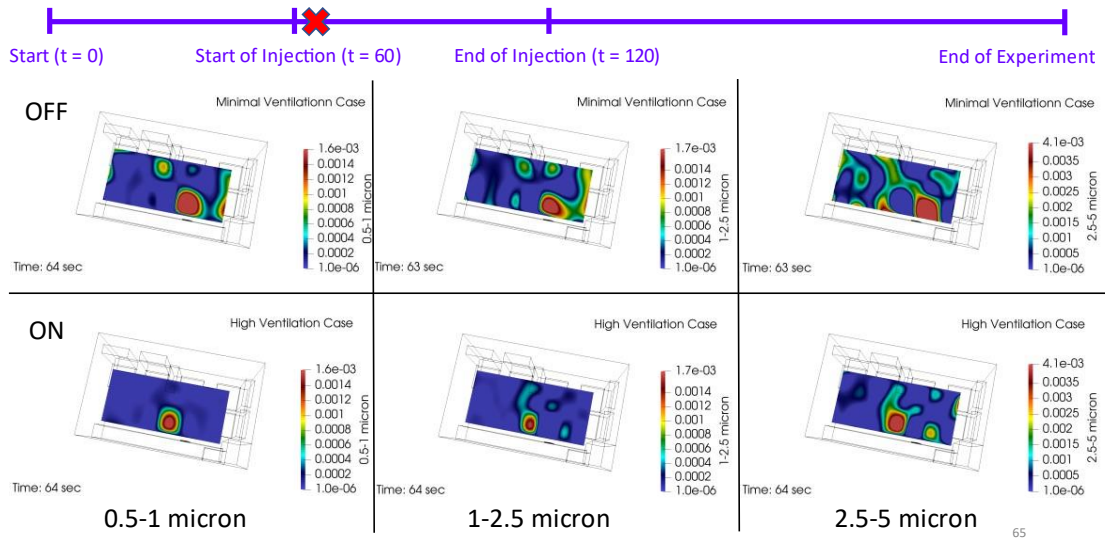 Start (t = 0)
Start of Injection (t = 60)
End of Injection (t = 120)
End of Experiment
OFF
Minimal Ventilationn Case
1.6e-03
0.0014
0.001
0.0008
0.0006
0.0004
0.0002
1.0e-06
0.5-1 micron
Time: 64 sec
Minimal Ventilationn Case
1.7e-03
0.0014
0.0012
0.001
0.0008
0.0006
0.0004
0.0002
1.0e-06
1-2.5 micron
Time: 63 sec
Minimal Ventilationn Case
4.1e-03
0.0035
0.003
0.0025
0.002
0.0015
0.001
0.0005
1.0e-06
2.5-5 micron
Time: 63 sec
ON
High Ventilation Case
1.6e-03
0.0014
0.001
0.0008
0.0006
0.0004
0.0002
1.0e-06
0.5-1 micron
Time: 64 sec
High Ventilation Case
1.7e-03
0.0014
0.0012
0.001
0.0008
0.0006
0.0004
0.0002
1.0e-06
1-2.5 micron
Time: 64 sec
High Ventilation Case
4.1e-03
0.0035
0.003
0.0025
0.002
0.0015
0.001
0.0005
1.0e-06
2.5-5 micron
Time: 64 sec
0.5-1 micron
1-2.5 micron
2.5-5 micron
65